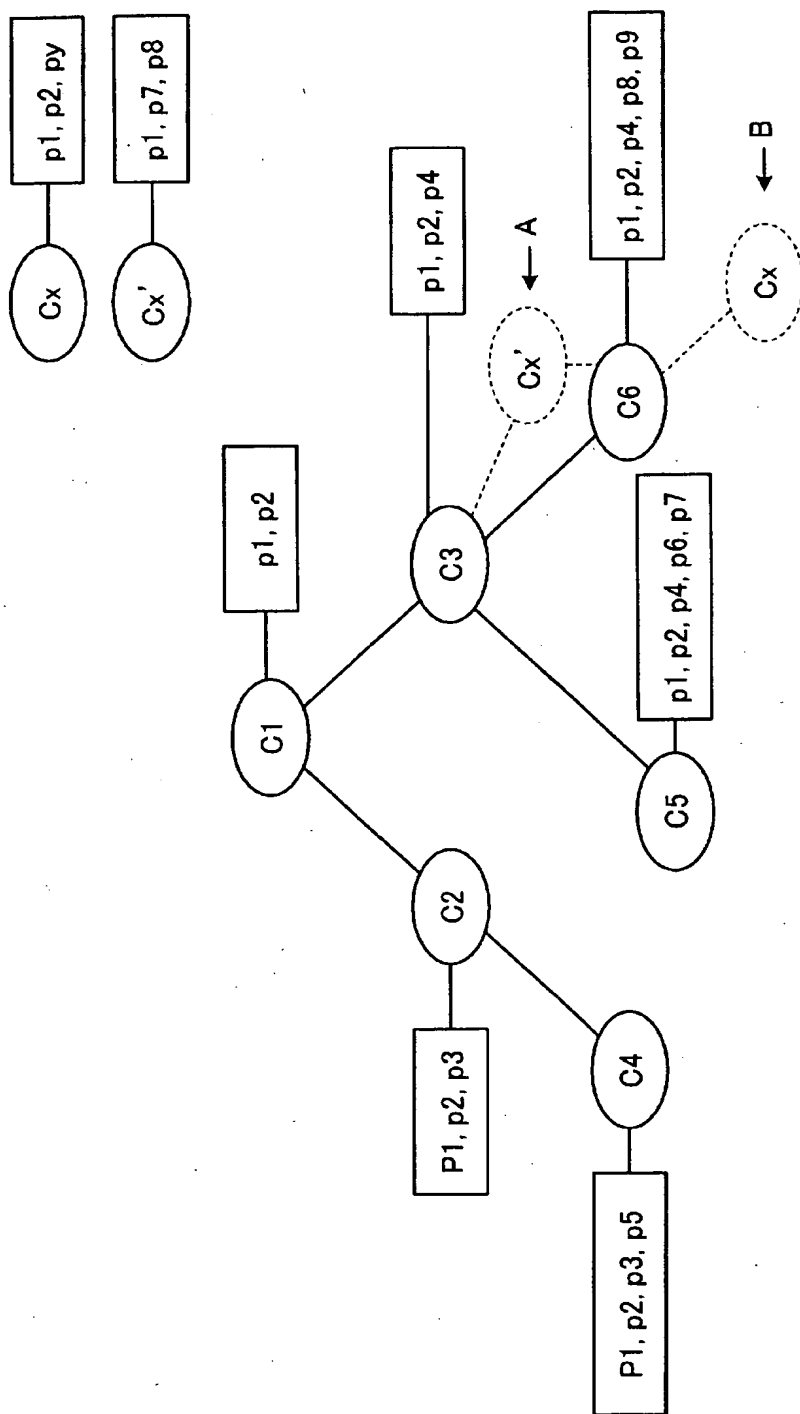 Cx
p1, p2, py
Cx'
p1, p7, p8
C1
p1, p2
P1, p2, p3
C2
C3
p1, p2, p4
Cx'
A
P1, p2, p3, p5
C4
C6
p1, p2, p4, p8, p9
C5
p1, p2, p4, p6, p7
Cx
B